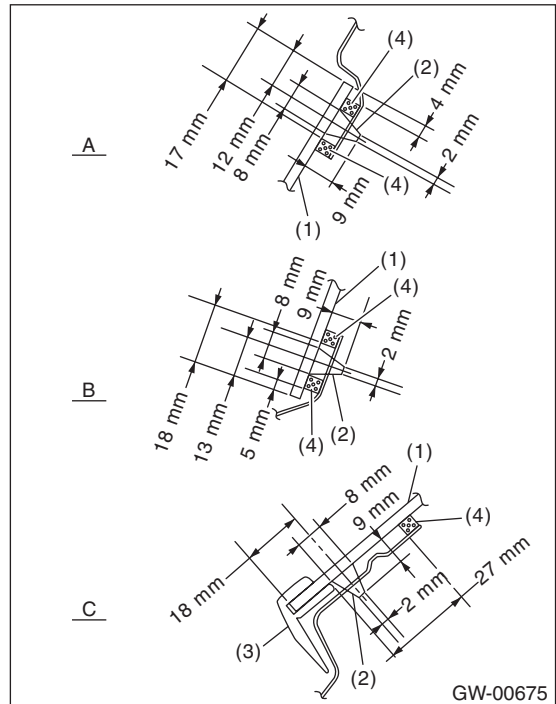 A
17 mm
12 mm
8 mm
(4)
(2)
4 mm
2 mm
(4)
9 mm
(1)
B
18 mm
13 mm
5 mm
8 mm
9 mm
(1)
(4)
2 mm
(4)
(2)
C
18 mm
8 mm
9 mm
(1)
(4)
27 mm
2 mm
(3)
(2)
GW-00675